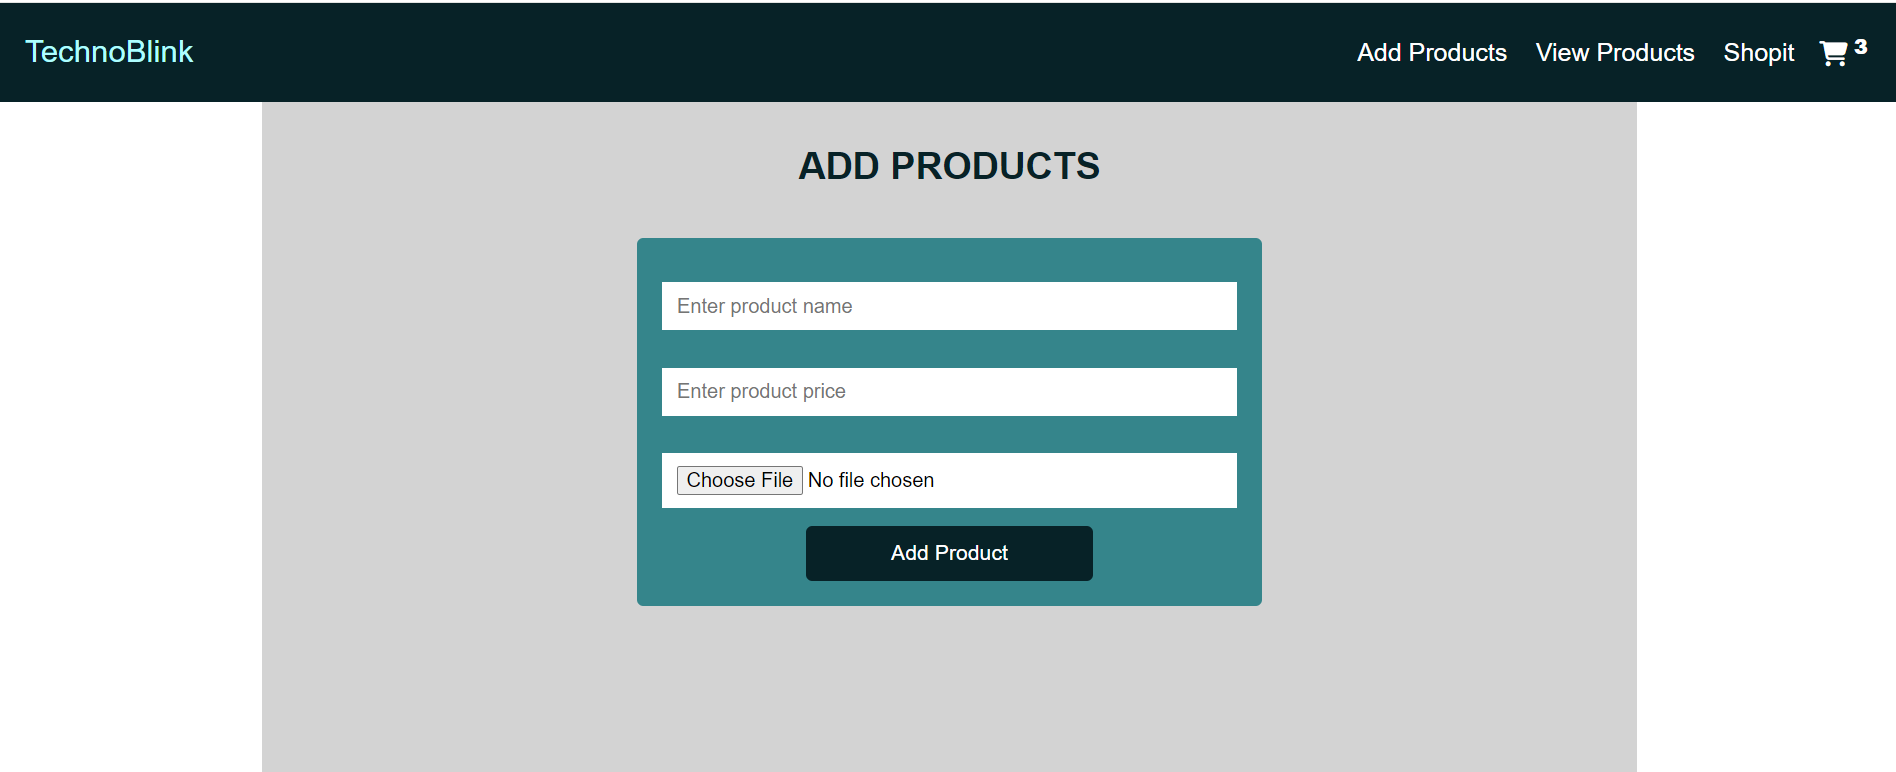 TechnoBlink
Add Products View Products Shopit 3
ADD PRODUCTS
Enter product name
Enter product price
Choose File No file chosen
Add Product